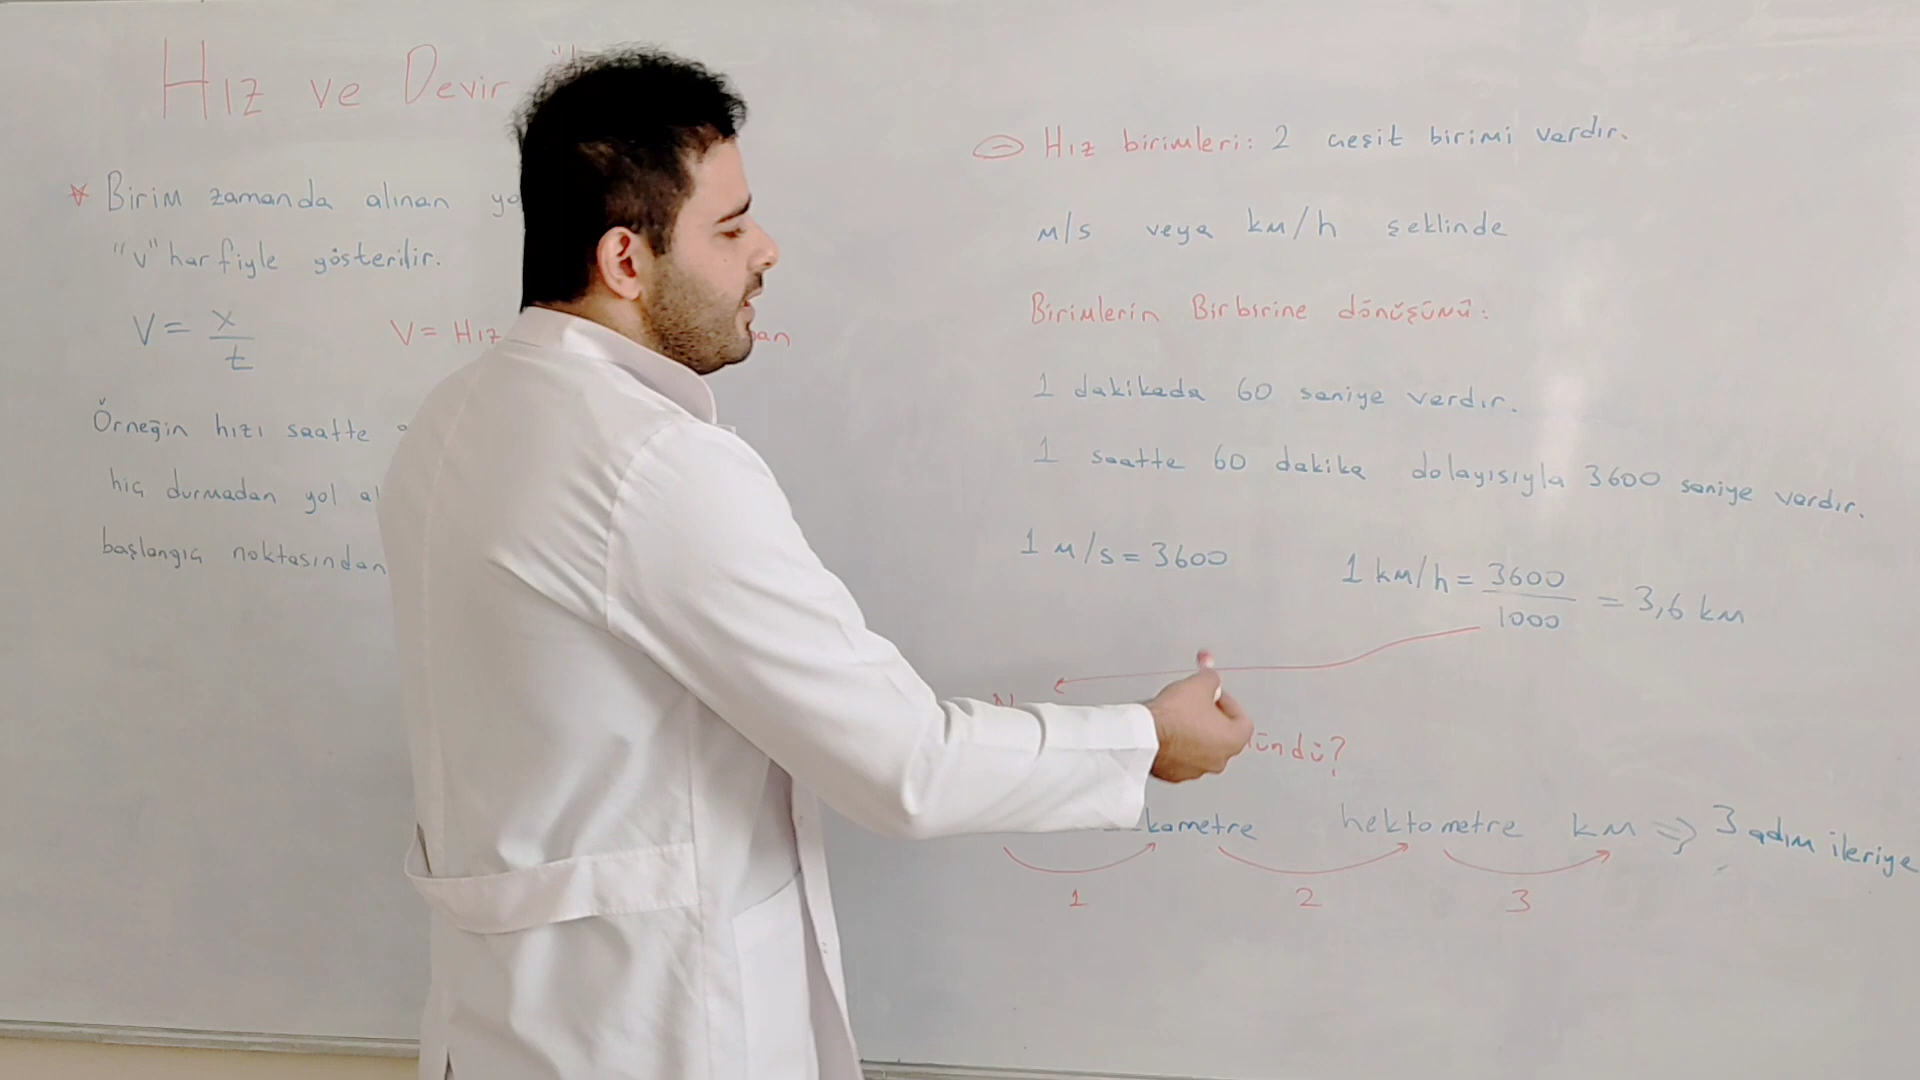 Hız ve Devir
* Birim zamanda alınan
"v" harfiyle gösterilir.
V = x / t
V = Hız
Örneğin hızı saatte
hiç durmadan yol
başlangıç noktasından
Hız birimleri: 2 çeşit birimi vardır.
m/s veya km/h şeklinde
Birimlerin Birbirine dönüşümü:
1 dakikada 60 saniye vardır.
1 saatte 60 dakika dolayısıyla 3600 saniye vardır.
1 m/s = 3600
1 km/h = 3600 / 1000 = 3,6 km
hektometre km => 3 adım ileriye
1 2 3